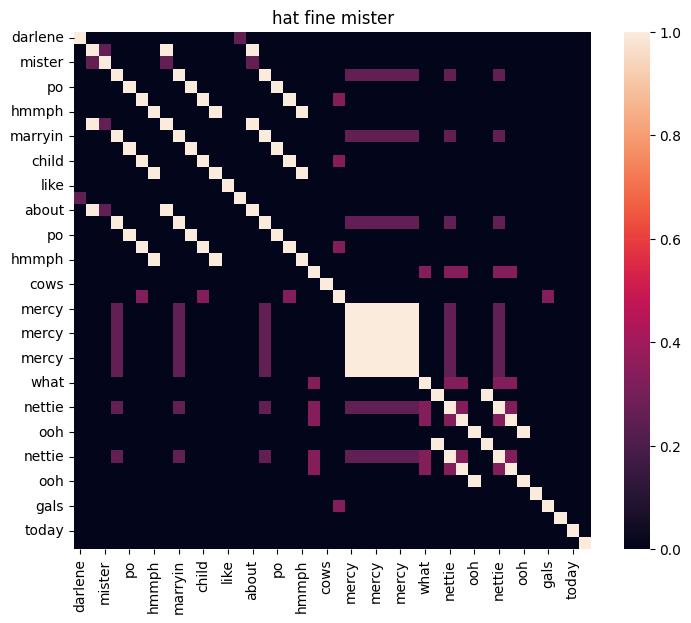 hat fine mister
darlene
mister
po
hmmph
marryin
child
like
about
po
hmmph
cows
mercy
mercy
mercy
what
nettie
ooh
nettie
ooh
gals
today
1.0
0.8
0.6
0.4
0.2
0.0
darlene
mister
po
hmmph
marryin
child
like
about
po
hmmph
cows
mercy
mercy
mercy
what
nettie
ooh
nettie
ooh
gals
today